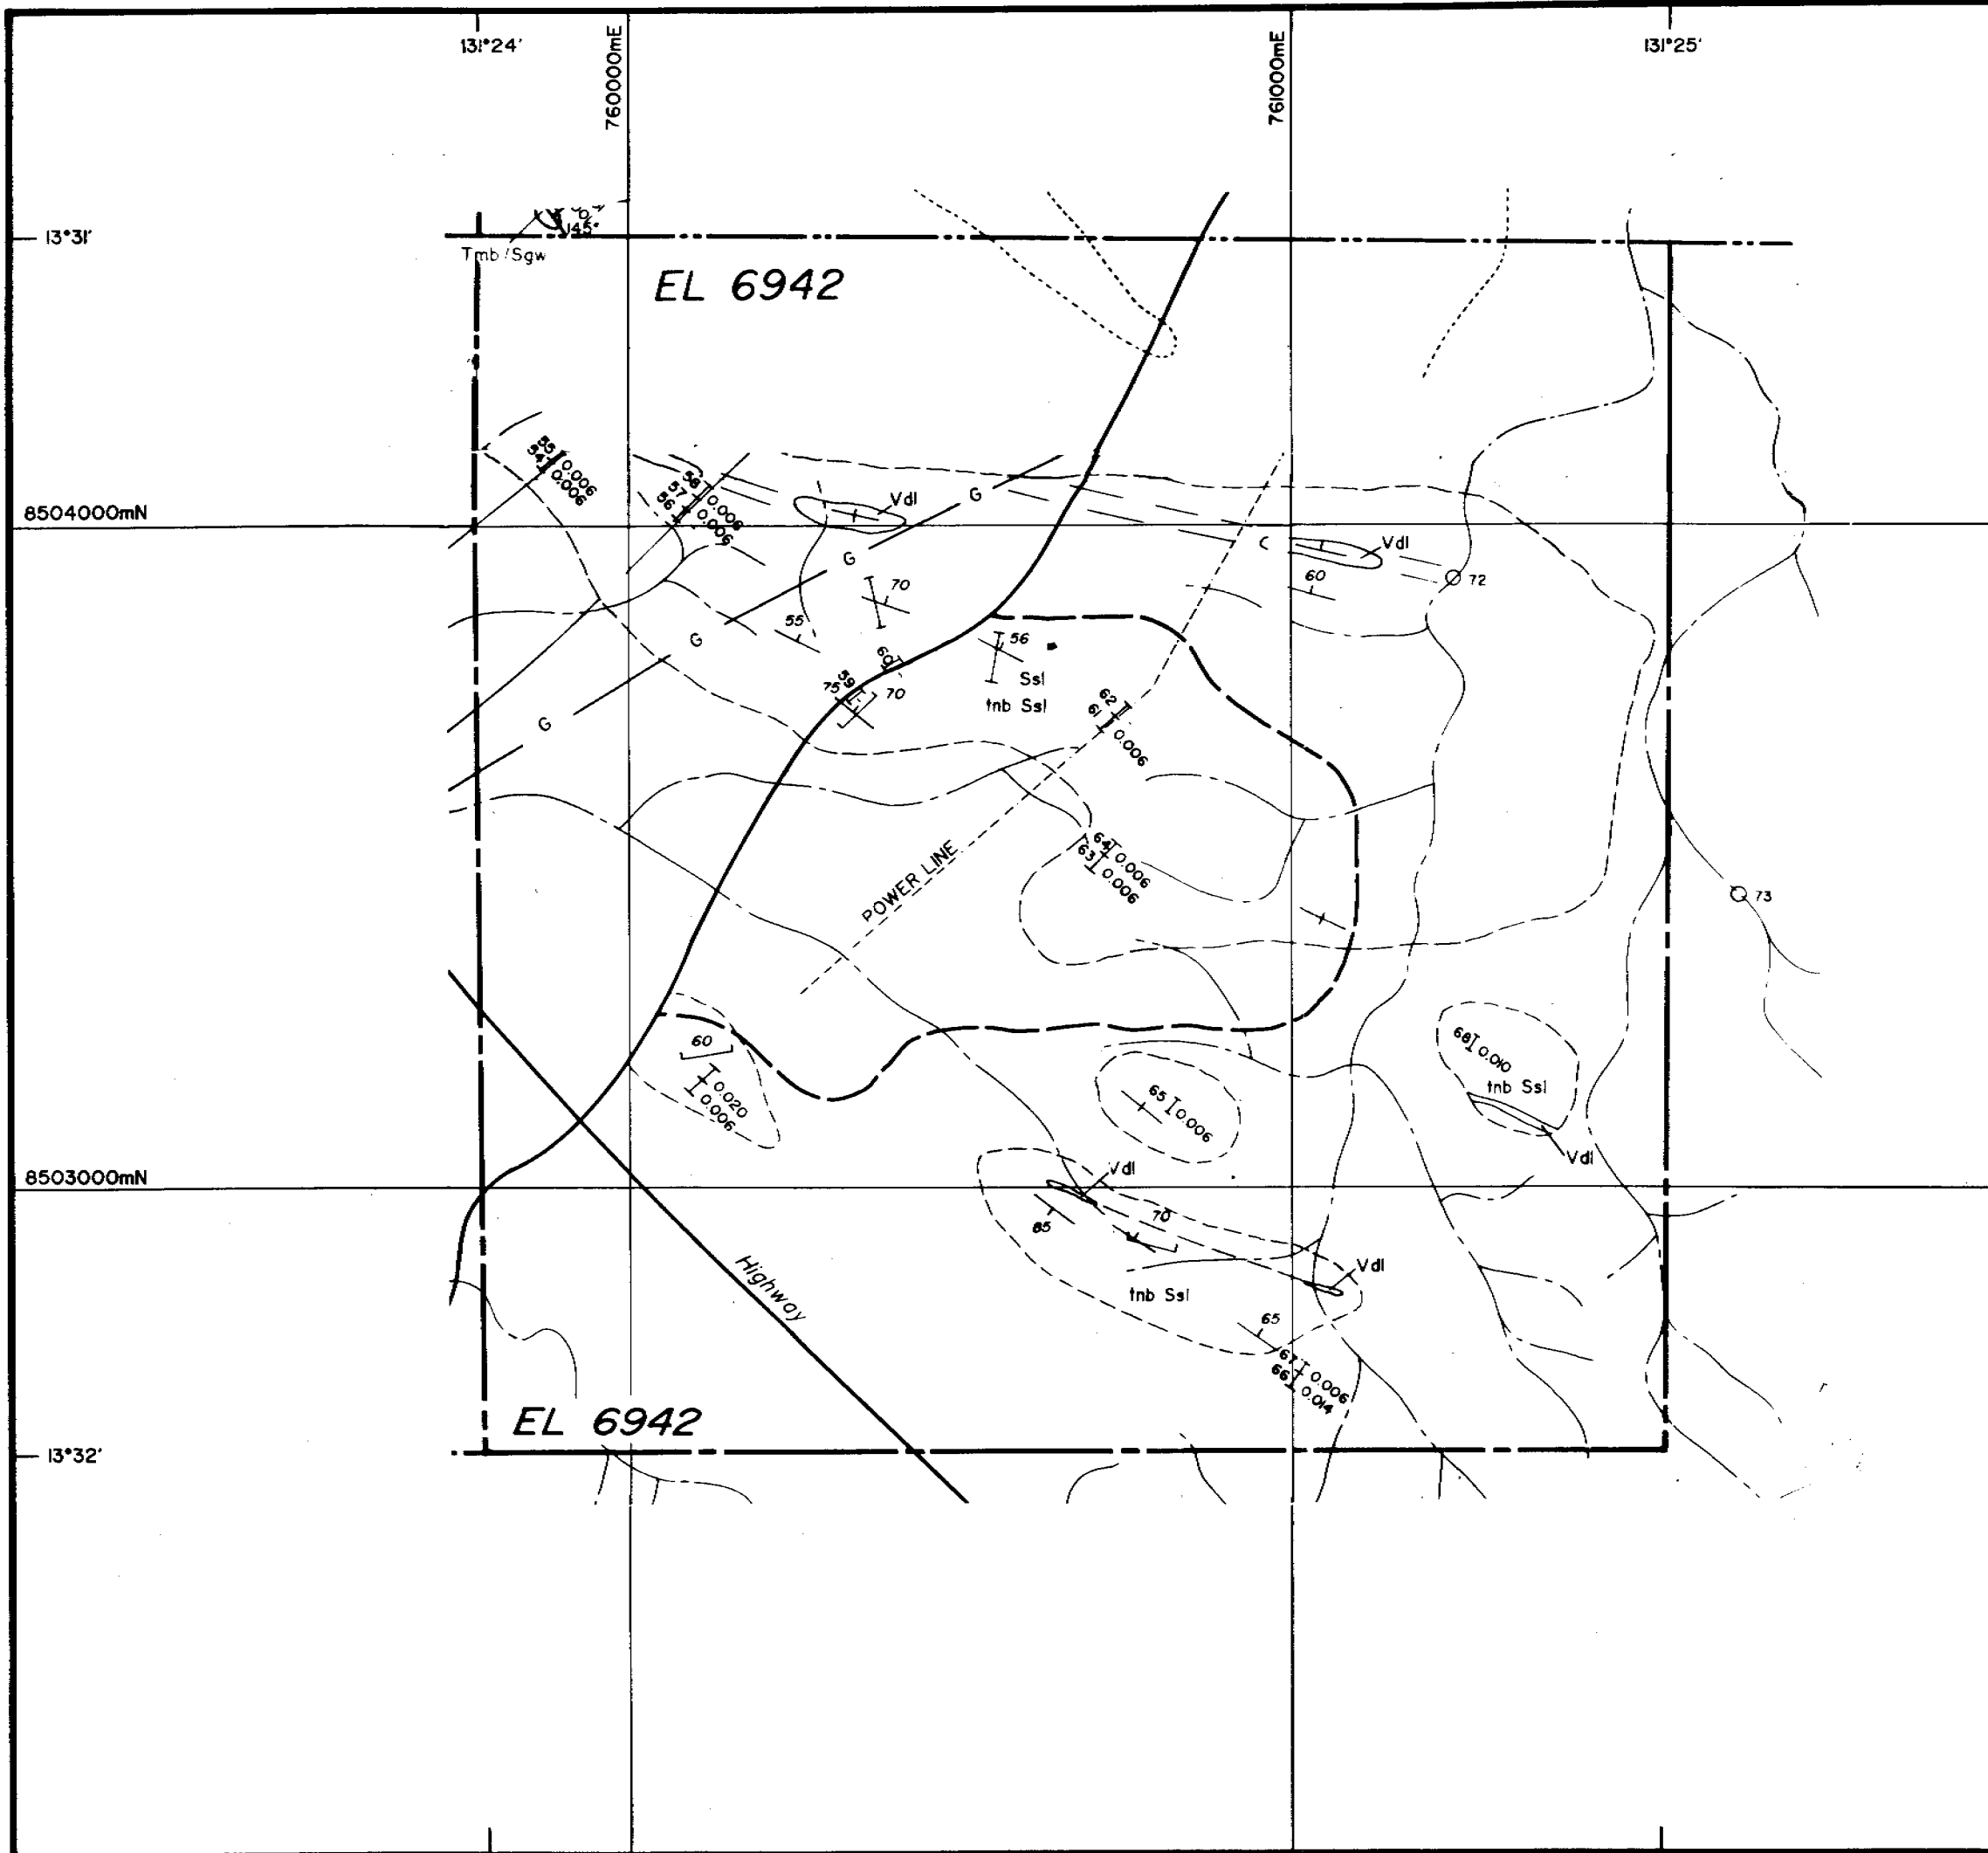 131°24'
760000mE
761000mE
131°25'
13°31'
145°
Tmb/Sgw
EL 6942
55 0.006
54 0.006
58
57 0.006
56 0.006
Vdl
G
8504000mN
G
C
Vdl
60
72
70
55
G
60
56
Ssl
59
75
70
tnb Ssl
G
62
61 0.006
64 0.006
63 0.006
POWER LINE
73
60
0.020
0.006
65 0.006
68 0.010
tnb Ssl
Vdl
8503000mN
Vdl
85
70
Vdl
tnb Ssl
Highway
65
67 0.006
66 0.014
EL 6942
13°32'